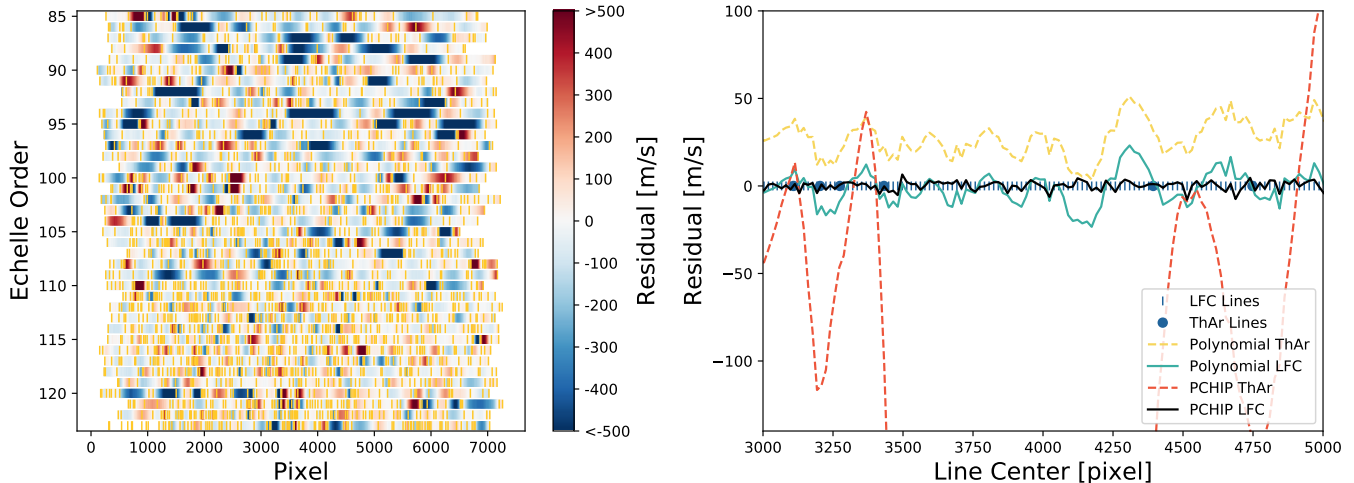 85
90
95
100
105
110
115
120
Echelle Order
0 1000 2000 3000 4000 5000 6000 7000
Pixel
>500
400
300
200
100
0
-100
-200
-300
-400
<-500
Residual [m/s]
100
50
0
−50
−100
Residual [m/s]
LFC Lines
ThAr Lines
Polynomial ThAr
Polynomial LFC
PCHIP ThAr
PCHIP LFC
3000 3250 3500 3750 4000 4250 4500 4750 5000
Line Center [pixel]